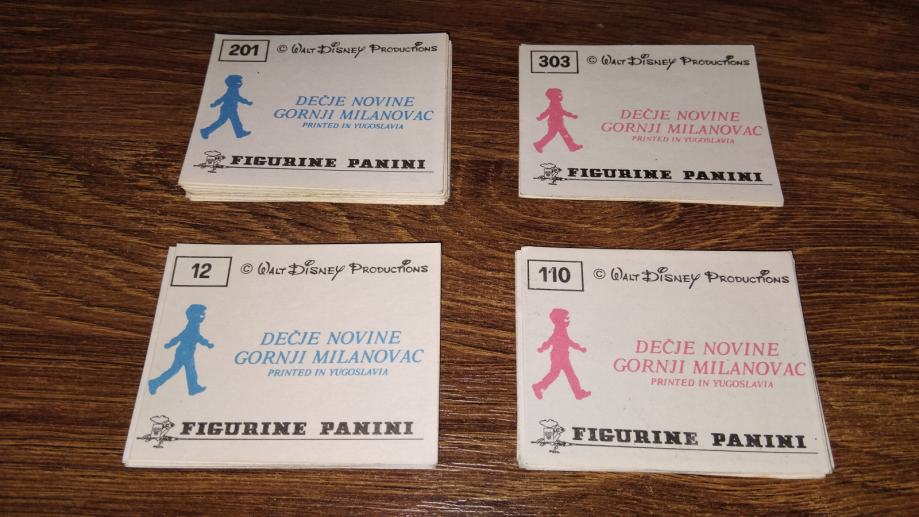 201 © WALT DISNEY PRODUCTIONS
DEČJE NOVINE
GORNJI MILANOVAC
PRINTED IN YUGOSLAVIA
FIGURINE PANINI
303 © WALT DISNEY PRODUCTIONS
DEČJE NOVINE
GORNJI MILANOVAC
PRINTED IN YUGOSLAVIA
FIGURINE PANINI
12 © WALT DISNEY PRODUCTIONS
DEČJE NOVINE
GORNJI MILANOVAC
PRINTED IN YUGOSLAVIA
FIGURINE PANINI
110 © WALT DISNEY PRODUCTIONS
DEČJE NOVINE
GORNJI MILANOVAC
PRINTED IN YUGOSLAVIA
FIGURINE PANINI